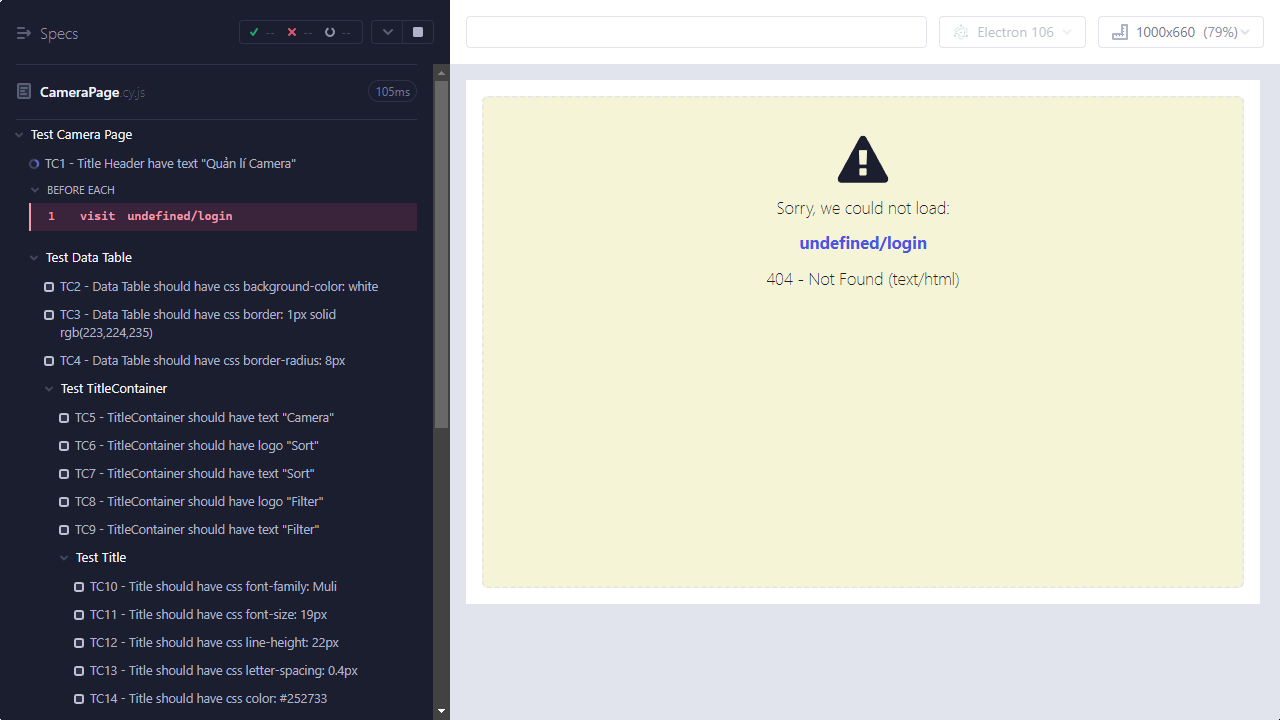 Specs
--
--
--
Electron 106
1000x660 (79%)
CameraPage.cy.js
105ms
Test Camera Page
TC1 - Title Header have text "Quản lí Camera"
BEFORE EACH
1 visit undefined/login
Test Data Table
TC2 - Data Table should have css background-color: white
TC3 - Data Table should have css border: 1px solid
rgb(223,224,235)
TC4 - Data Table should have css border-radius: 8px
Test TitleContainer
TC5 - TitleContainer should have text "Camera"
TC6 - TitleContainer should have logo "Sort"
TC7 - TitleContainer should have text "Sort"
TC8 - TitleContainer should have logo "Filter"
TC9 - TitleContainer should have text "Filter"
Test Title
TC10 - Title should have css font-family: Muli
TC11 - Title should have css font-size: 19px
TC12 - Title should have css line-height: 22px
TC13 - Title should have css letter-spacing: 0.4px
TC14 - Title should have css color: #252733
Sorry, we could not load:
undefined/login
404 - Not Found (text/html)